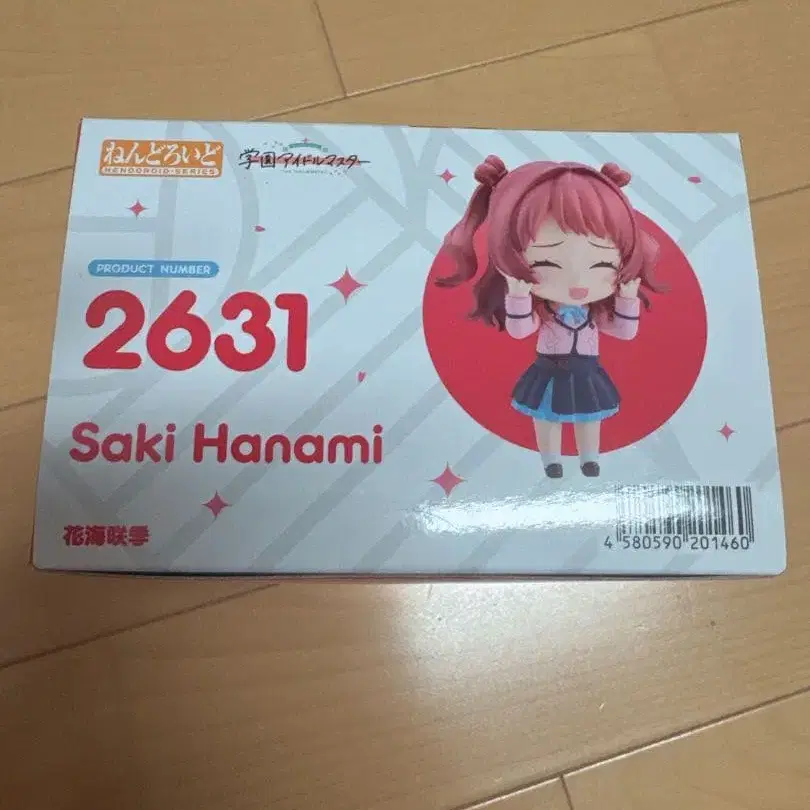 ねんどろいど
NENDOROID·SERIES
学園アイドルマスター
PRODUCT NUMBER
2631
Saki Hanami
花海咲季
4 580590 201460